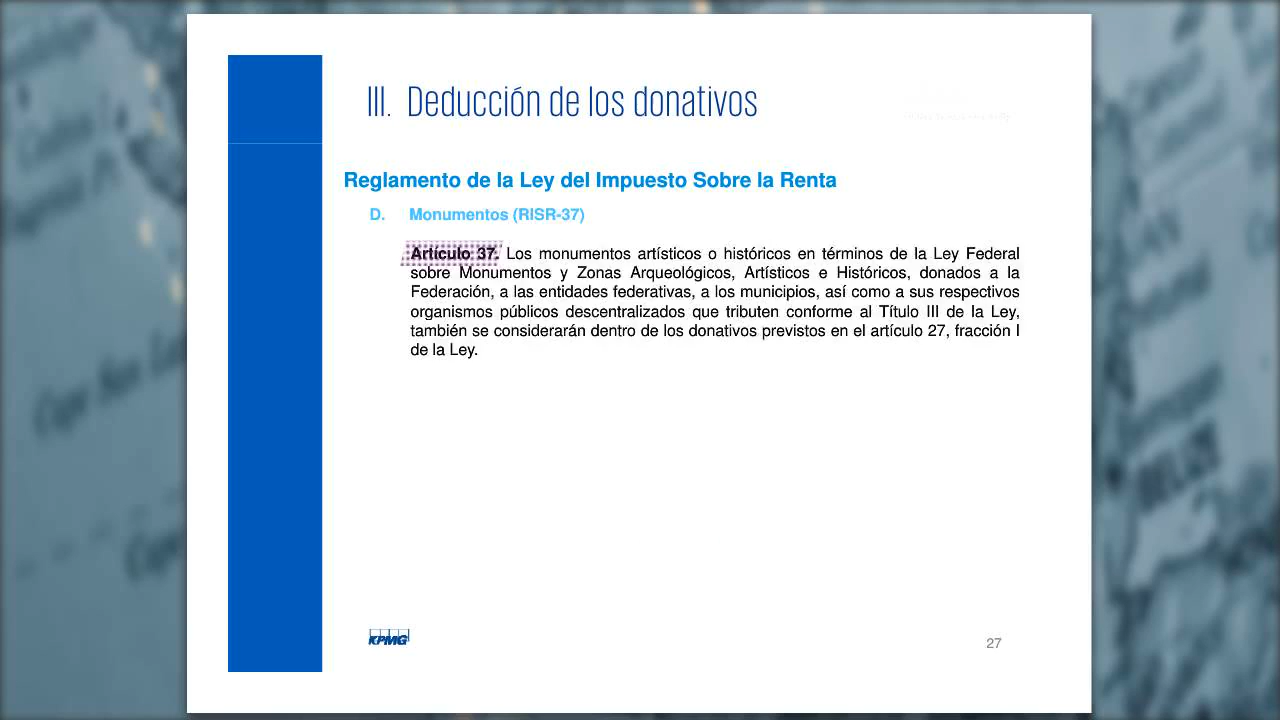 III. Deducción de los donativos
Reglamento de la Ley del Impuesto Sobre la Renta
D. Monumentos (RISR-37)
Artículo 37. Los monumentos artísticos o históricos en términos de la Ley Federal
sobre Monumentos y Zonas Arqueológicos, Artísticos e Históricos, donados a la
Federación, a las entidades federativas, a los municipios, así como a sus respectivos
organismos públicos descentralizados que tributen conforme al Título III de la Ley,
también se considerarán dentro de los donativos previstos en el artículo 27, fracción I
de la Ley.
KPMG
27